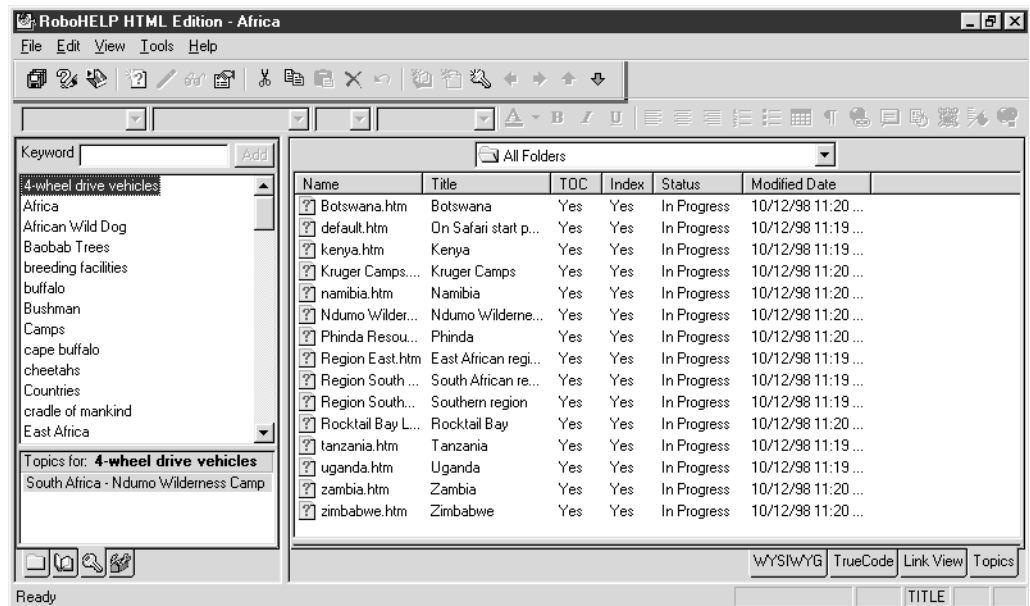 RoboHELP HTML Edition - Africa
File Edit View Tools Help
A B I U
Keyword Add
All Folders
4-wheel drive vehicles
Africa
African Wild Dog
Baobab Trees
breeding facilities
buffalo
Bushman
Camps
cape buffalo
cheetahs
Countries
cradle of mankind
East Africa
Topics for: 4-wheel drive vehicles
South Africa - Ndumo Wilderness Camp
Name Title TOC Index Status Modified Date
Botswana.htm Botswana Yes Yes In Progress 10/12/98 11:20 ...
default.htm On Safari start p... Yes Yes In Progress 10/12/98 11:19 ...
kenya.htm Kenya Yes Yes In Progress 10/12/98 11:19 ...
Kruger Camps.... Kruger Camps Yes Yes In Progress 10/12/98 11:20 ...
namibia.htm Namibia Yes Yes In Progress 10/12/98 11:20 ...
Ndumo Wilder... Ndumo Wilderne... Yes Yes In Progress 10/12/98 11:20 ...
Phinda Resou... Phinda Yes Yes In Progress 10/12/98 11:20 ...
Region East.htm East African regi... Yes Yes In Progress 10/12/98 11:19 ...
Region South ... South African re... Yes Yes In Progress 10/12/98 11:19 ...
Region South... Southern region Yes Yes In Progress 10/12/98 11:19 ...
Rocktail Bay L... Rocktail Bay Yes Yes In Progress 10/12/98 11:20 ...
tanzania.htm Tanzania Yes Yes In Progress 10/12/98 11:19 ...
uganda.htm Uganda Yes Yes In Progress 10/12/98 11:19 ...
zambia.htm Zambia Yes Yes In Progress 10/12/98 11:20 ...
zimbabwe.htm Zimbabwe Yes Yes In Progress 10/12/98 11:20 ...
WYSIWYG TrueCode Link View Topics
Ready TITLE